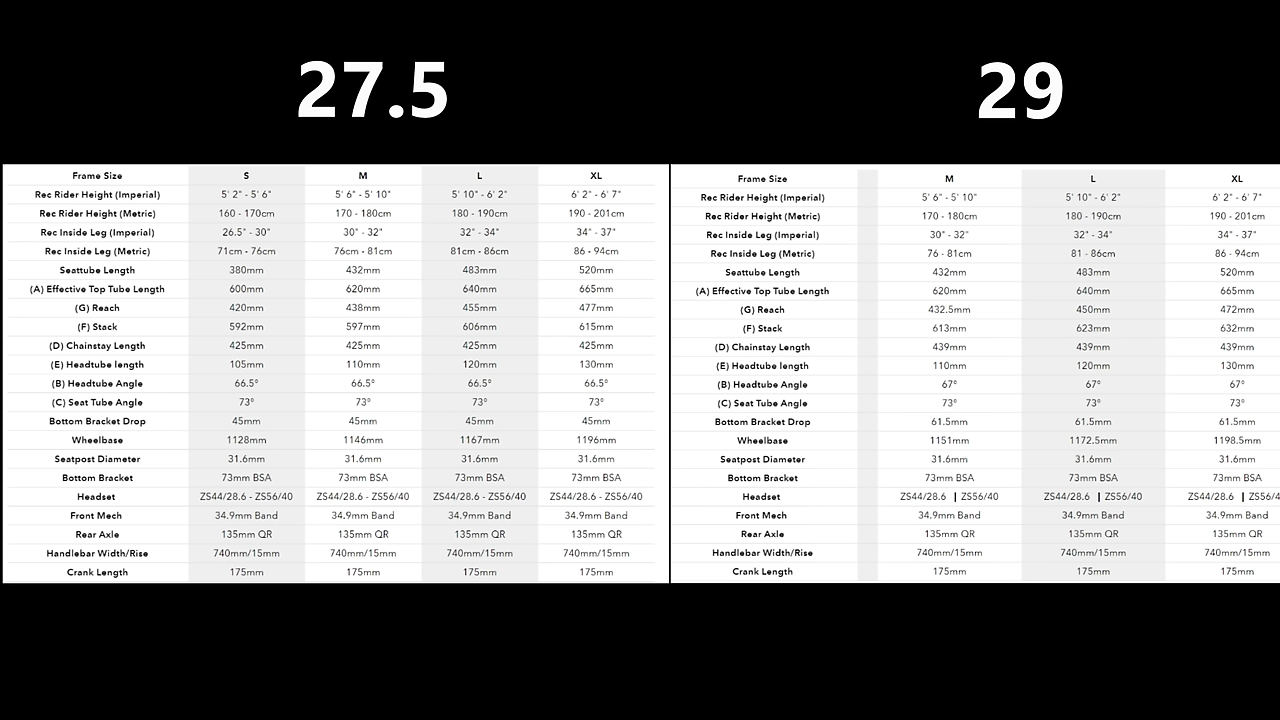 27.5
Frame Size S M L XL
Rec Rider Height (Imperial) 5' 2" - 5' 6" 5' 6" - 5' 10" 5' 10" - 6' 2" 6' 2" - 6' 7"
Rec Rider Height (Metric) 160 - 170cm 170 - 180cm 180 - 190cm 190 - 201cm
Rec Inside Leg (Imperial) 26.5" - 30" 30" - 32" 32" - 34" 34" - 37"
Rec Inside Leg (Metric) 71cm - 76cm 76cm - 81cm 81cm - 86cm 86 - 94cm
Seattube Length 380mm 432mm 483mm 520mm
(A) Effective Top Tube Length 600mm 620mm 640mm 665mm
(G) Reach 420mm 438mm 455mm 477mm
(F) Stack 592mm 597mm 606mm 615mm
(D) Chainstay Length 425mm 425mm 425mm 425mm
(E) Headtube length 105mm 110mm 120mm 130mm
(B) Headtube Angle 66.5° 66.5° 66.5° 66.5°
(C) Seat Tube Angle 73° 73° 73° 73°
Bottom Bracket Drop 45mm 45mm 45mm 45mm
Wheelbase 1128mm 1146mm 1167mm 1196mm
Seatpost Diameter 31.6mm 31.6mm 31.6mm 31.6mm
Bottom Bracket 73mm BSA 73mm BSA 73mm BSA 73mm BSA
Headset ZS44/28.6 - ZS56/40 ZS44/28.6 - ZS56/40 ZS44/28.6 - ZS56/40 ZS44/28.6 - ZS56/40
Front Mech 34.9mm Band 34.9mm Band 34.9mm Band 34.9mm Band
Rear Axle 135mm QR 135mm QR 135mm QR 135mm QR
Handlebar Width/Rise 740mm/15mm 740mm/15mm 740mm/15mm 740mm/15mm
Crank Length 175mm 175mm 175mm 175mm
29
Frame Size M L XL
Rec Rider Height (Imperial) 5' 6" - 5' 10" 5' 10" - 6' 2" 6' 2" - 6' 7"
Rec Rider Height (Metric) 170 - 180cm 180 - 190cm 190 - 201cm
Rec Inside Leg (Imperial) 30" - 32" 32" - 34" 34" - 37"
Rec Inside Leg (Metric) 76 - 81cm 81 - 86cm 86 - 94cm
Seattube Length 432mm 483mm 520mm
(A) Effective Top Tube Length 620mm 640mm 665mm
(G) Reach 432.5mm 450mm 472mm
(F) Stack 613mm 623mm 632mm
(D) Chainstay Length 439mm 439mm 439mm
(E) Headtube length 110mm 120mm 130mm
(B) Headtube Angle 67° 67° 67°
(C) Seat Tube Angle 73° 73° 73°
Bottom Bracket Drop 61.5mm 61.5mm 61.5mm
Wheelbase 1151mm 1172.5mm 1198.5mm
Seatpost Diameter 31.6mm 31.6mm 31.6mm
Bottom Bracket 73mm BSA 73mm BSA 73mm BSA
Headset ZS44/28.6 | ZS56/40 ZS44/28.6 | ZS56/40 ZS44/28.6 | ZS56/4
Front Mech 34.9mm Band 34.9mm Band 34.9mm Band
Rear Axle 135mm QR 135mm QR 135mm QR
Handlebar Width/Rise 740mm/15mm 740mm/15mm 740mm/15mm
Crank Length 175mm 175mm 175mm